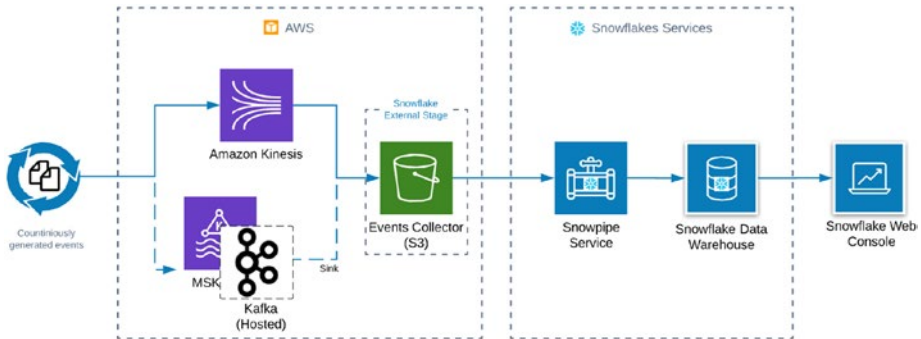 AWS
Snowflakes Services
Snowflake
External Stage
Amazon Kinesis
Countiniously
generated events
Events Collector
(S3)
Snowpipe
Service
Snowflake Data
Warehouse
Snowflake Web
Console
MSK
Sink
Kafka
(Hosted)